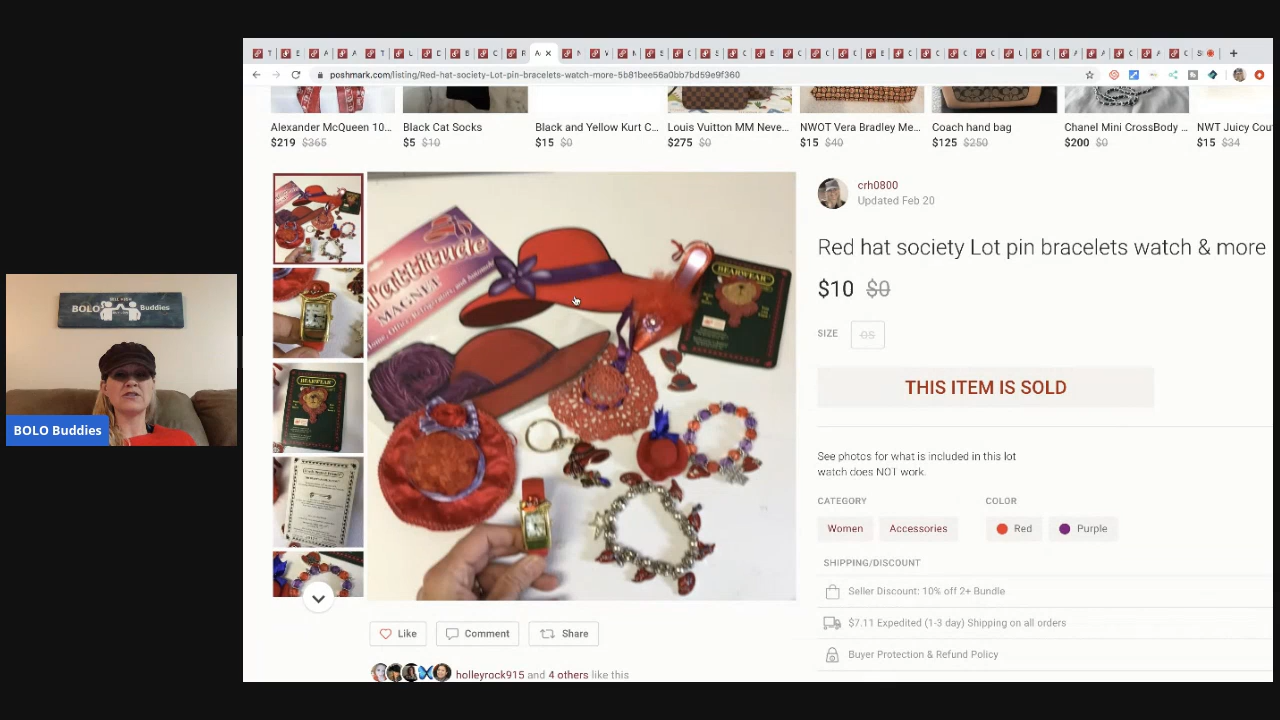 poshmark.com/listing/Red-hat-society-Lot-pin-bracelets-watch-more-5b81bee56a0bb7bd59e9f360
Alexander McQueen 10...
$219 $365
Black Cat Socks
$5 $10
Black and Yellow Kurt C...
$15 $0
Louis Vuitton MM Neve...
$275 $0
NWOT Vera Bradley Me...
$15 $40
Coach hand bag
$125 $250
Chanel Mini CrossBody ...
$200 $0
NWT Juicy Cou
$15 $34
crh0800
Updated Feb 20
Red hat society Lot pin bracelets watch & more
$10 $0
SIZE OS
THIS ITEM IS SOLD
See photos for what is included in this lot
watch does NOT work.
CATEGORY
Women Accessories
COLOR
Red Purple
SHIPPING/DISCOUNT
Seller Discount: 10% off 2+ Bundle
$7.11 Expedited (1-3 day) Shipping on all orders
Buyer Protection & Refund Policy
MAGNET
BEARWEAR
Like Comment Share
holleyrock915 and 4 others like this
BOLO Buddies
BOLO Buddies